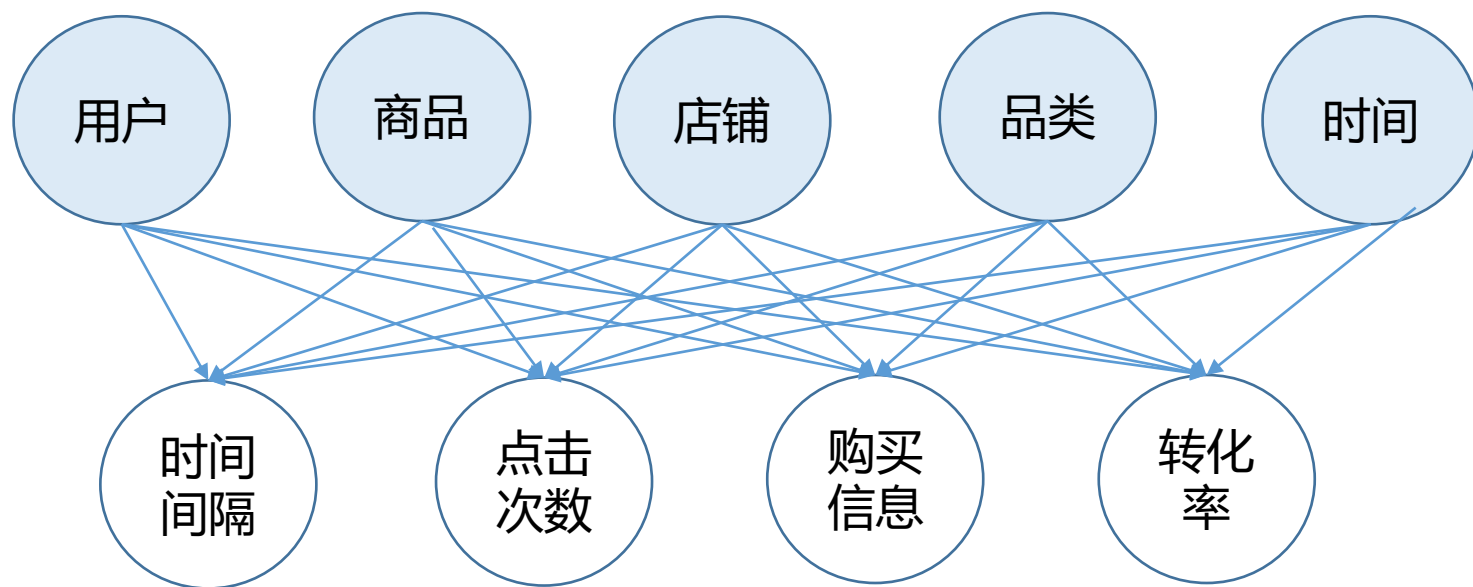 用户
商品
店铺
品类
时间
时间
间隔
点击
次数
购买
信息
转化
率